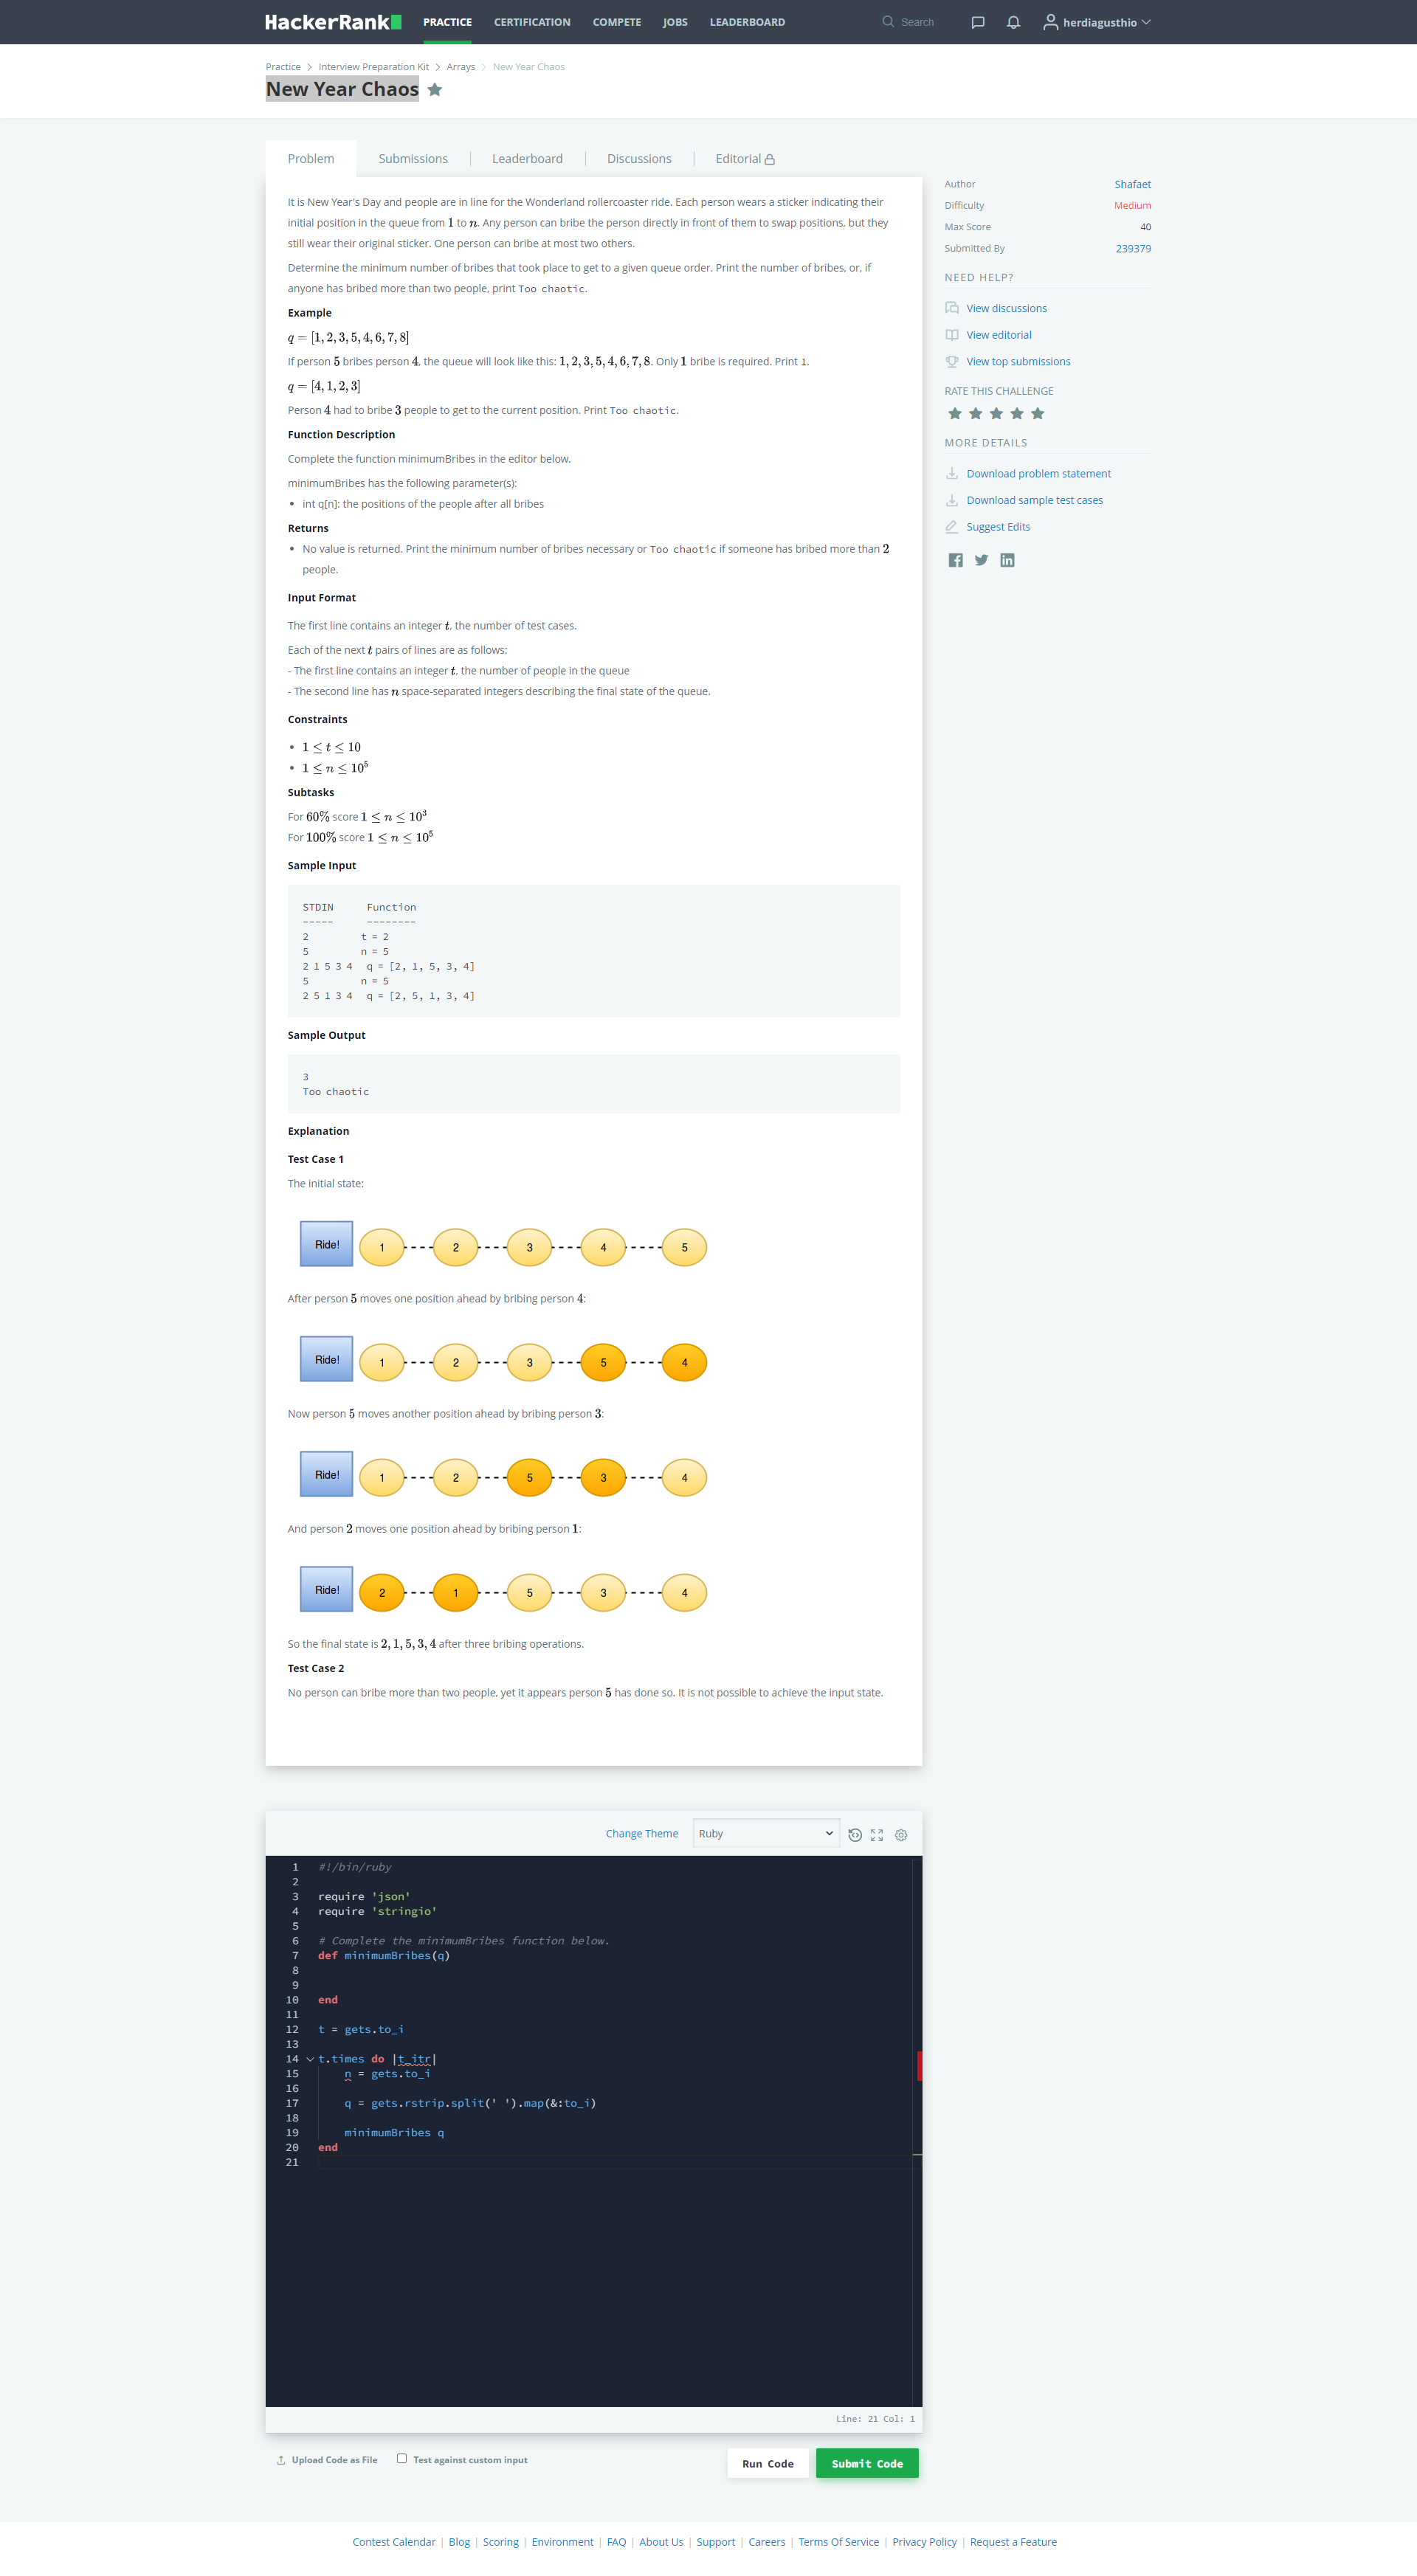 HackerRank PRACTICE CERTIFICATION COMPETE JOBS LEADERBOARD Search herdiagusthio
Practice > Interview Preparation Kit > Arrays > New Year Chaos
New Year Chaos
Problem Submissions Leaderboard Discussions Editorial
It is New Year's Day and people are in line for the Wonderland rollercoaster ride. Each person wears a sticker indicating their
initial position in the queue from 1 to n. Any person can bribe the person directly in front of them to swap positions, but they
still wear their original sticker. One person can bribe at most two others.
Determine the minimum number of bribes that took place to get to a given queue order. Print the number of bribes, or, if
anyone has bribed more than two people, print Too chaotic.
Example
q = [1, 2, 3, 5, 4, 6, 7, 8]
If person 5 bribes person 4, the queue will look like this: 1, 2, 3, 5, 4, 6, 7, 8. Only 1 bribe is required. Print 1.
q = [4, 1, 2, 3]
Person 4 had to bribe 3 people to get to the current position. Print Too chaotic.
Function Description
Complete the function minimumBribes in the editor below.
minimumBribes has the following parameter(s):
• int q[n]: the positions of the people after all bribes
Returns
• No value is returned. Print the minimum number of bribes necessary or Too chaotic if someone has bribed more than 2
people.
Input Format
The first line contains an integer t, the number of test cases.
Each of the next t pairs of lines are as follows:
- The first line contains an integer t, the number of people in the queue
- The second line has n space-separated integers describing the final state of the queue.
Constraints
• 1 ≤ t ≤ 10
• 1 ≤ n ≤ 10⁵
Subtasks
For 60% score 1 ≤ n ≤ 10³
For 100% score 1 ≤ n ≤ 10⁵
Sample Input
STDIN Function
----- --------
2 t = 2
5 n = 5
2 1 5 3 4 q = [2, 1, 5, 3, 4]
5 n = 5
2 5 1 3 4 q = [2, 5, 1, 3, 4]
Sample Output
3
Too chaotic
Explanation
Test Case 1
The initial state:
Ride! 1 2 3 4 5
After person 5 moves one position ahead by bribing person 4:
Ride! 1 2 3 5 4
Now person 5 moves another position ahead by bribing person 3:
Ride! 1 2 5 3 4
And person 2 moves one position ahead by bribing person 1:
Ride! 2 1 5 3 4
So the final state is 2, 1, 5, 3, 4 after three bribing operations.
Test Case 2
No person can bribe more than two people, yet it appears person 5 has done so. It is not possible to achieve the input state.
Author Shafaet
Difficulty Medium
Max Score 40
Submitted By 239379
NEED HELP?
View discussions
View editorial
View top submissions
RATE THIS CHALLENGE
MORE DETAILS
Download problem statement
Download sample test cases
Suggest Edits
Change Theme Ruby
1 #!/bin/ruby
2
3 require 'json'
4 require 'stringio'
5
6 # Complete the minimumBribes function below.
7 def minimumBribes(q)
8
9
10 end
11
12 t = gets.to_i
13
14 t.times do |t_itr|
15 n = gets.to_i
16
17 q = gets.rstrip.split(' ').map(&:to_i)
18
19 minimumBribes q
20 end
21
Line: 21 Col: 1
Upload Code as File Test against custom input Run Code Submit Code
Contest Calendar | Blog | Scoring | Environment | FAQ | About Us | Support | Careers | Terms Of Service | Privacy Policy | Request a Feature